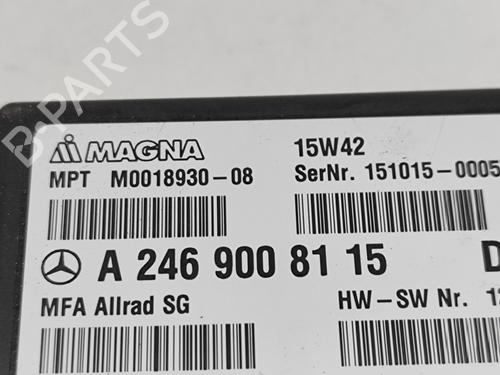 B-PARTS
MAGNA 15W42
MPT M0018930-08 SerNr. 151015-0005
A 246 900 81 15
MFA Allrad SG HW-SW Nr.